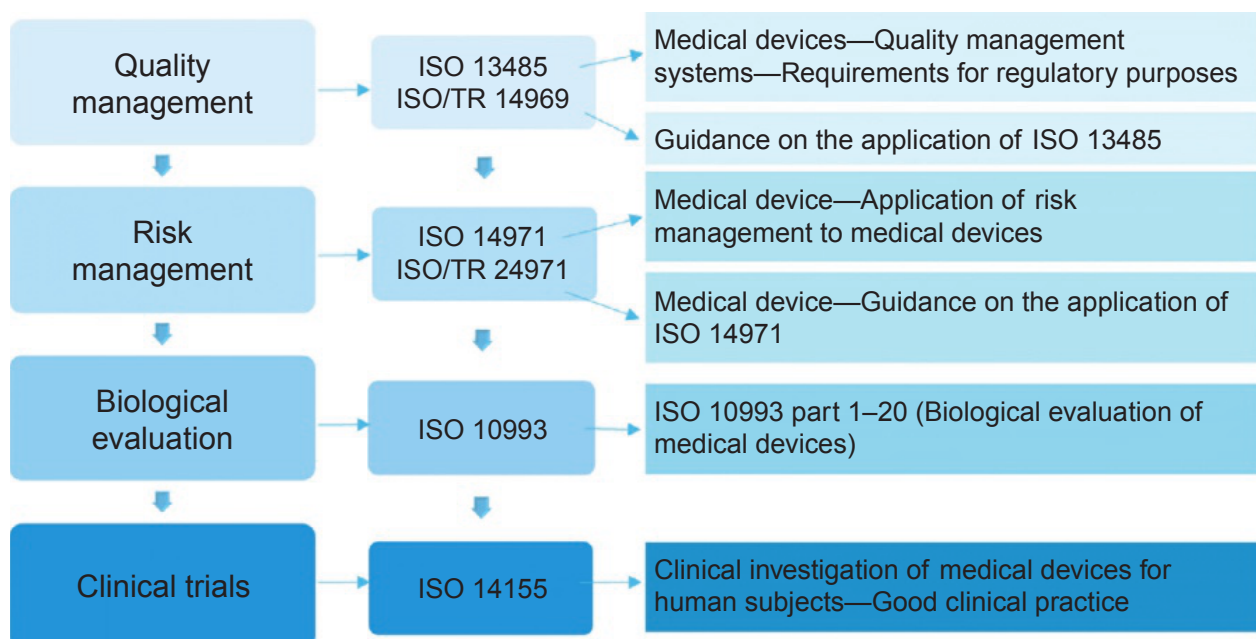 Quality
management
ISO 13485
ISO/TR 14969
Medical devices—Quality management
systems—Requirements for regulatory purposes
Guidance on the application of ISO 13485
Risk
management
ISO 14971
ISO/TR 24971
Medical device—Application of risk
management to medical devices
Medical device—Guidance on the application of
ISO 14971
Biological
evaluation
ISO 10993
ISO 10993 part 1–20 (Biological evaluation of
medical devices)
Clinical trials
ISO 14155
Clinical investigation of medical devices for
human subjects—Good clinical practice